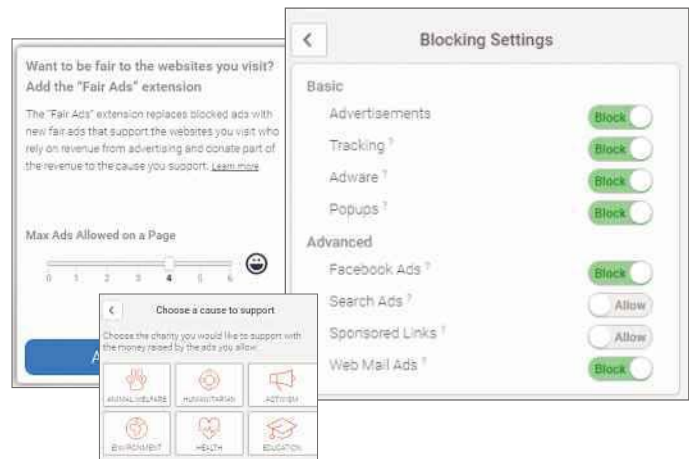 Want to be fair to the websites you visit?
Add the "Fair Ads" extension
The "Fair Ads" extension replaces blocked ads with
new fair ads that support the websites you visit who
rely on revenue from advertising and donate part of
the revenue to the cause you support. Learn more
Max Ads Allowed on a Page
0 1 2 3 4 5 6
A
Choose a cause to support
Choose the charity you would like to support with
the money raised by the ads you allow.
ANIMAL WELFARE HUMANITARIAN ACTIVISM
ENVIRONMENT HEALTH EDUCATION
Blocking Settings
Basic
Advertisements Block
Tracking ? Block
Adware ? Block
Popups ? Block
Advanced
Facebook Ads ? Block
Search Ads ? Allow
Sponsored Links ? Allow
Web Mail Ads ? Block